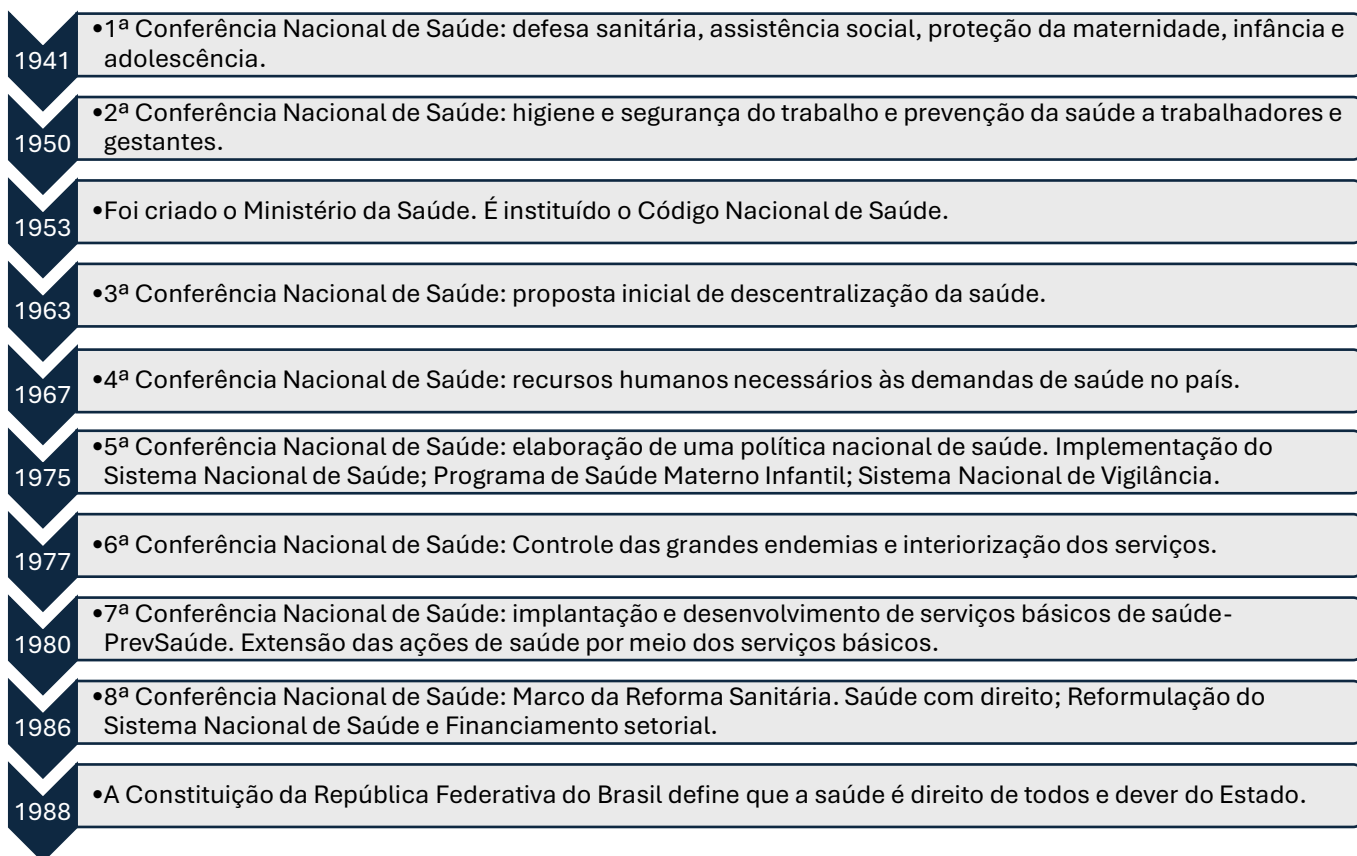 1941
•1ª Conferência Nacional de Saúde: defesa sanitária, assistência social, proteção da maternidade, infância e
adolescência.
1950
•2ª Conferência Nacional de Saúde: higiene e segurança do trabalho e prevenção da saúde a trabalhadores e
gestantes.
1953
•Foi criado o Ministério da Saúde. É instituído o Código Nacional de Saúde.
1963
•3ª Conferência Nacional de Saúde: proposta inicial de descentralização da saúde.
1967
•4ª Conferência Nacional de Saúde: recursos humanos necessários às demandas de saúde no país.
1975
•5ª Conferência Nacional de Saúde: elaboração de uma política nacional de saúde. Implementação do
Sistema Nacional de Saúde; Programa de Saúde Materno Infantil; Sistema Nacional de Vigilância.
1977
•6ª Conferência Nacional de Saúde: Controle das grandes endemias e interiorização dos serviços.
1980
•7ª Conferência Nacional de Saúde: implantação e desenvolvimento de serviços básicos de saúde-
PrevSaúde. Extensão das ações de saúde por meio dos serviços básicos.
1986
•8ª Conferência Nacional de Saúde: Marco da Reforma Sanitária. Saúde com direito; Reformulação do
Sistema Nacional de Saúde e Financiamento setorial.
1988
•A Constituição da República Federativa do Brasil define que a saúde é direito de todos e dever do Estado.